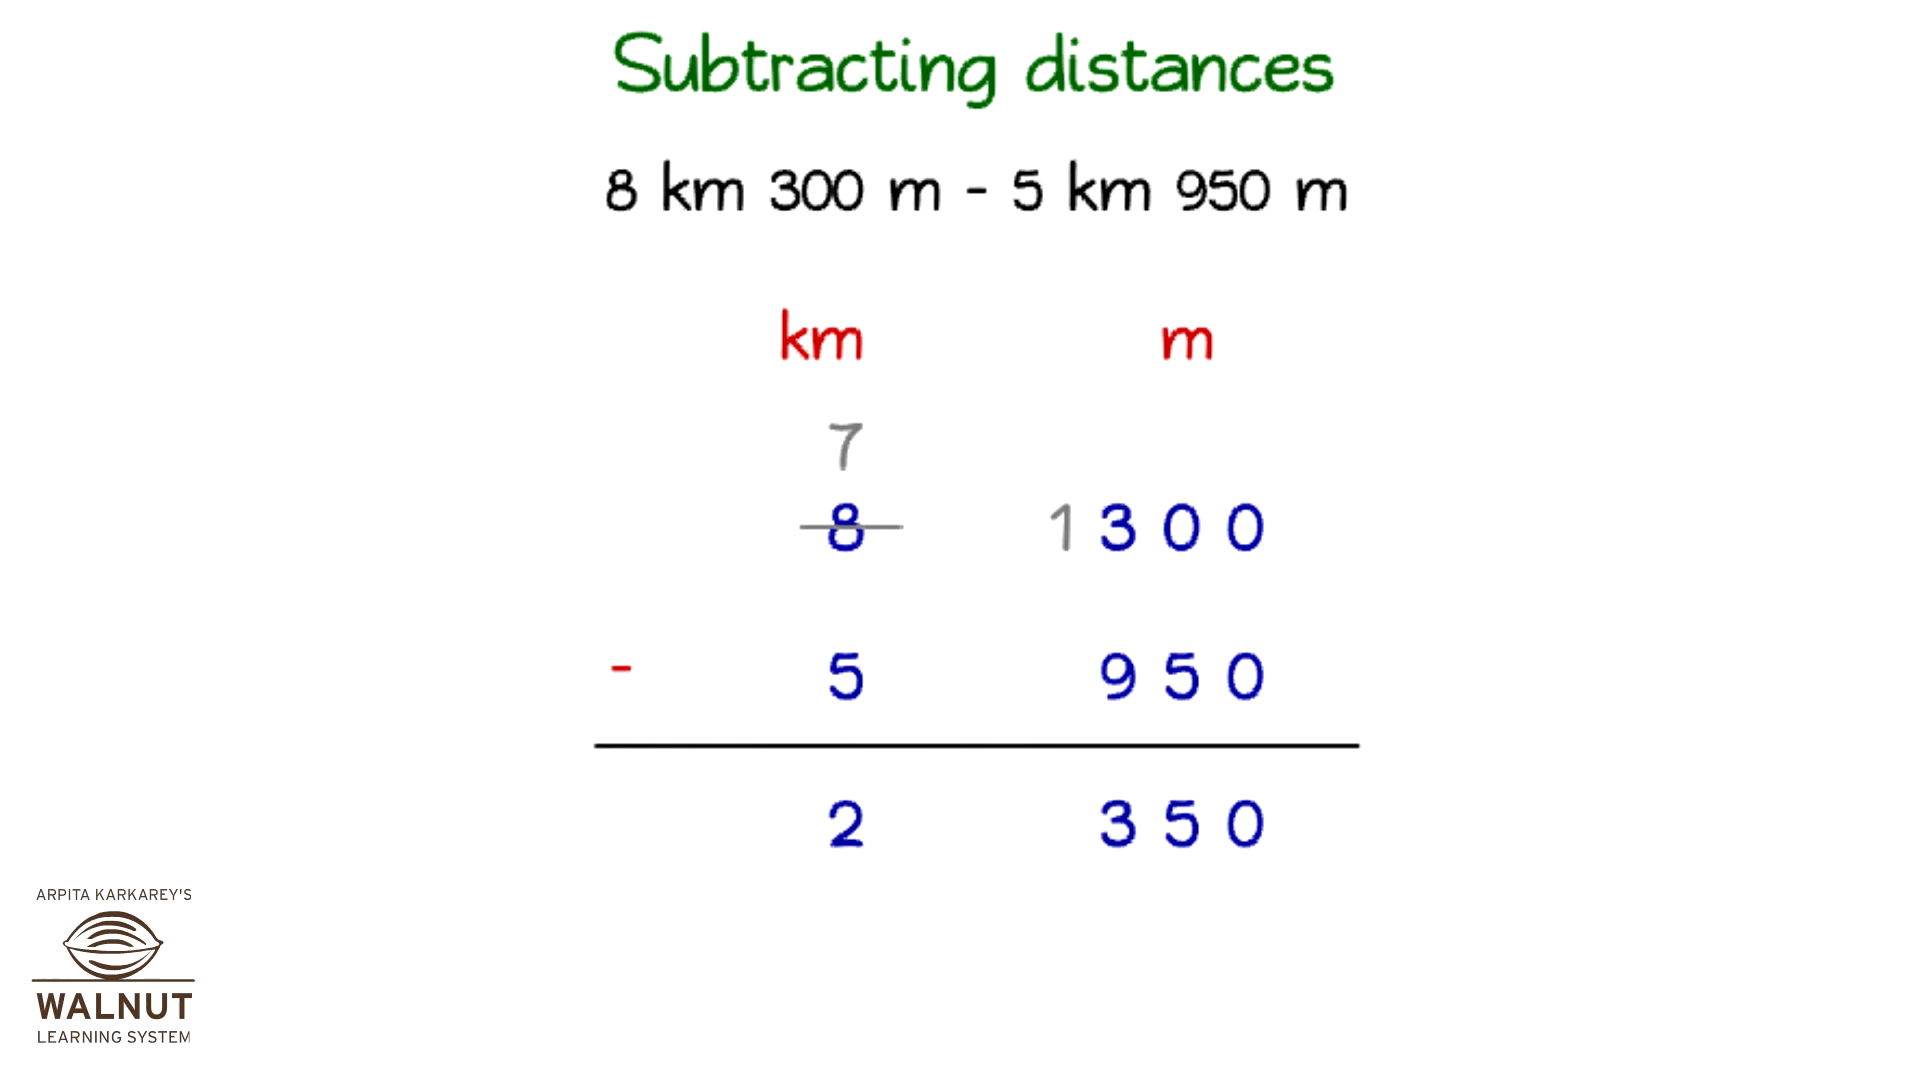 Subtracting distances
8 km 300 m - 5 km 950 m
km m
7
8 1 3 0 0
- 5 9 5 0
2 3 5 0
ARPITA KARKAREY'S
WALNUT
LEARNING SYSTEM